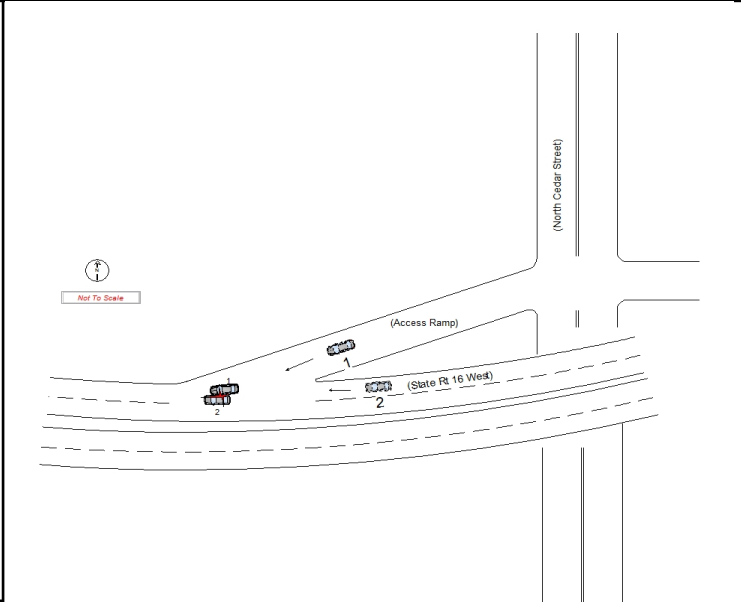 (North Cedar Street)
N
Not To Scale
(Access Ramp)
1
(State Rt 16 West)
2
1
2